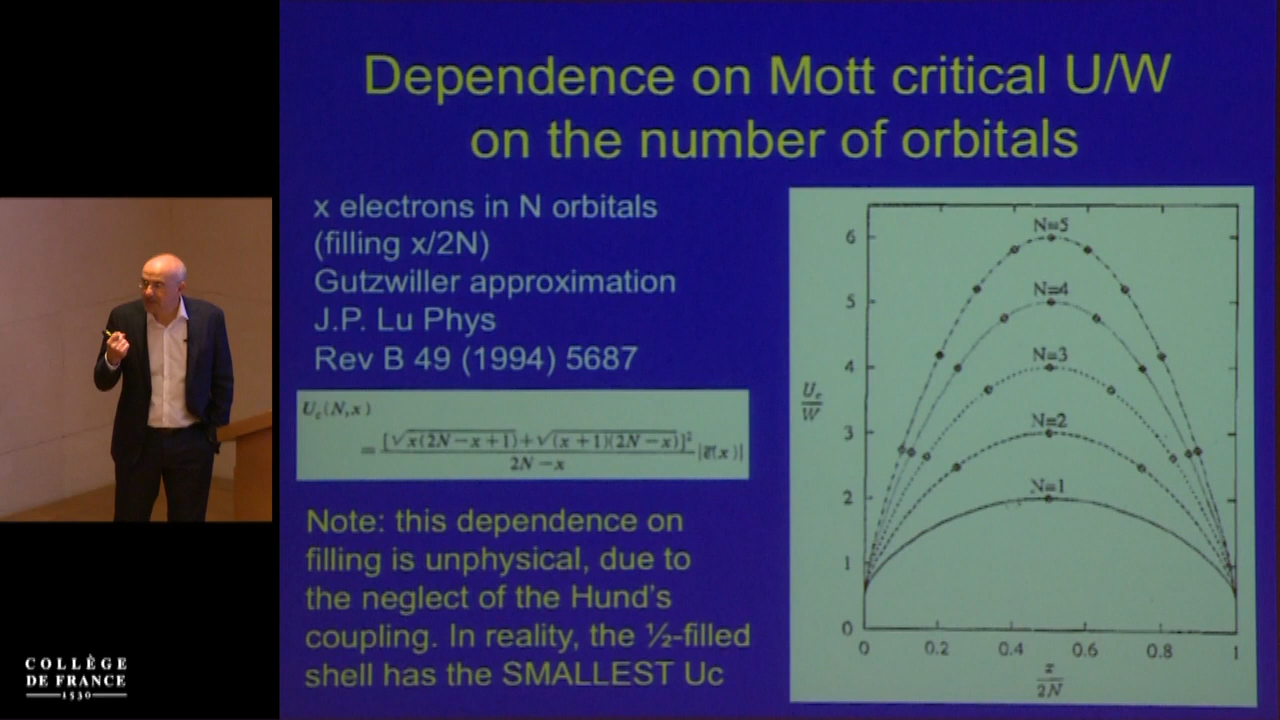 Dependence on Mott critical U/W
on the number of orbitals
x electrons in N orbitals
(filling x/2N)
Gutzwiller approximation
J.P. Lu Phys
Rev B 49 (1994) 5687
U_c(N,x)
= [√x(2N-x+1)+√(x+1)(2N-x)]²
2N-x
|ε̅(x)|
Note: this dependence on
filling is unphysical, due to
the neglect of the Hund's
coupling. In reality, the ½-filled
shell has the SMALLEST Uc
N=5
N=4
N=3
N=2
N=1
6
5
4
3
2
1
0
U_c
W
0 0.2 0.4 0.6 0.8 1
x
2N
COLLÈGE
DE FRANCE
1530